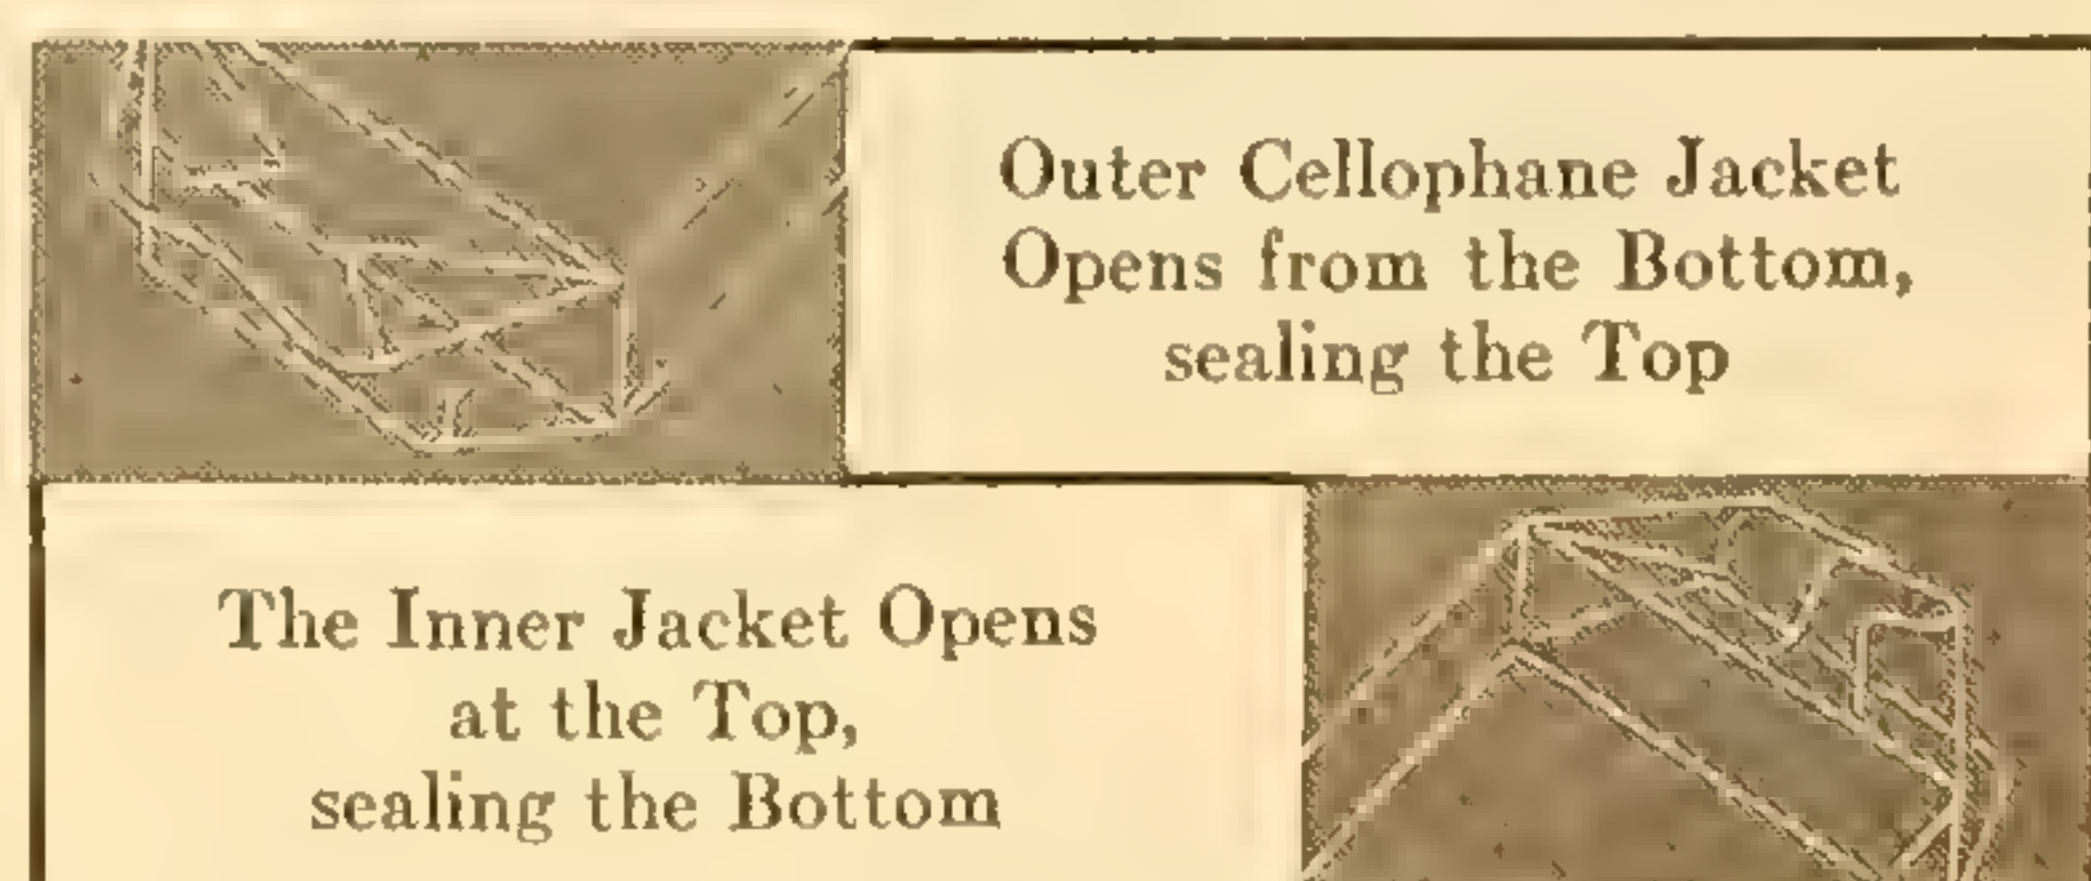 Outer Cellophane Jacket
Opens from the Bottom,
sealing the Top
The Inner Jacket Opens
at the Top,
sealing the Bottom